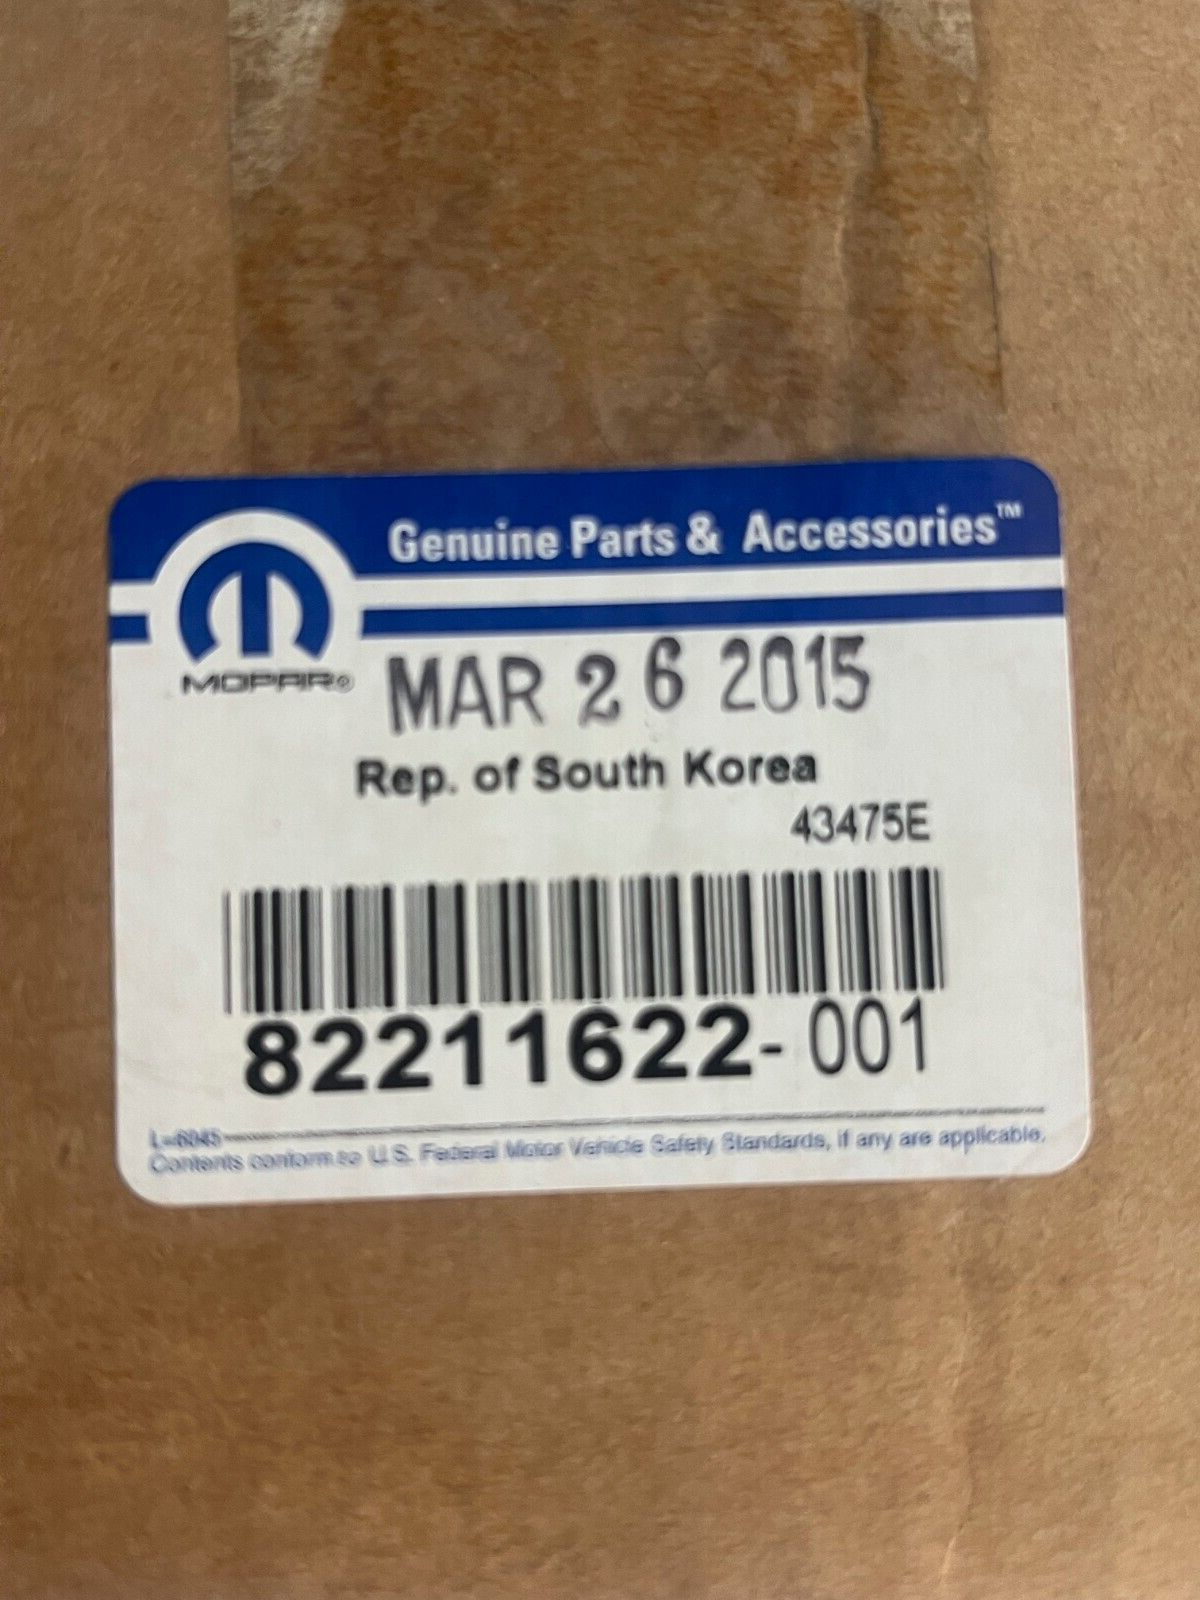 Genuine Parts & Accessories™
MOPAR®
MAR 26 2015
Rep. of South Korea
43475E
82211622-001
L-6045
Contents conform to U.S. Federal Motor Vehicle Safety Standards, if any are applicable.